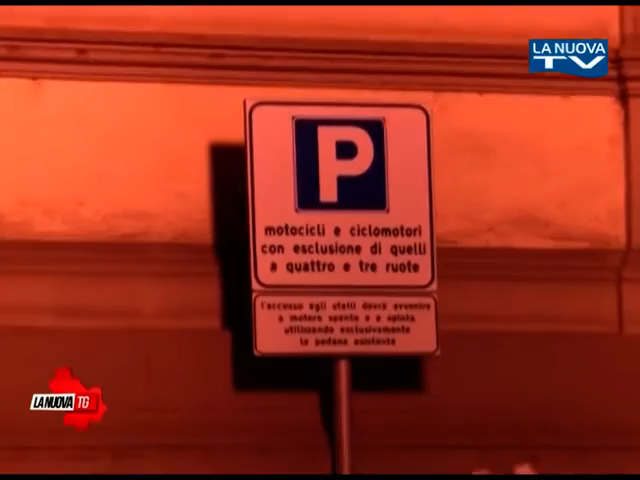 LA NUOVA
TV
P
motocicli e ciclomotori
con esclusione di quelli
a quattro e tre ruote
l'accesso agli stalli dovrà avvenire
a motore spento e a spinta
utilizzando esclusivamente
la pedana esistente
LA NUOVA TG